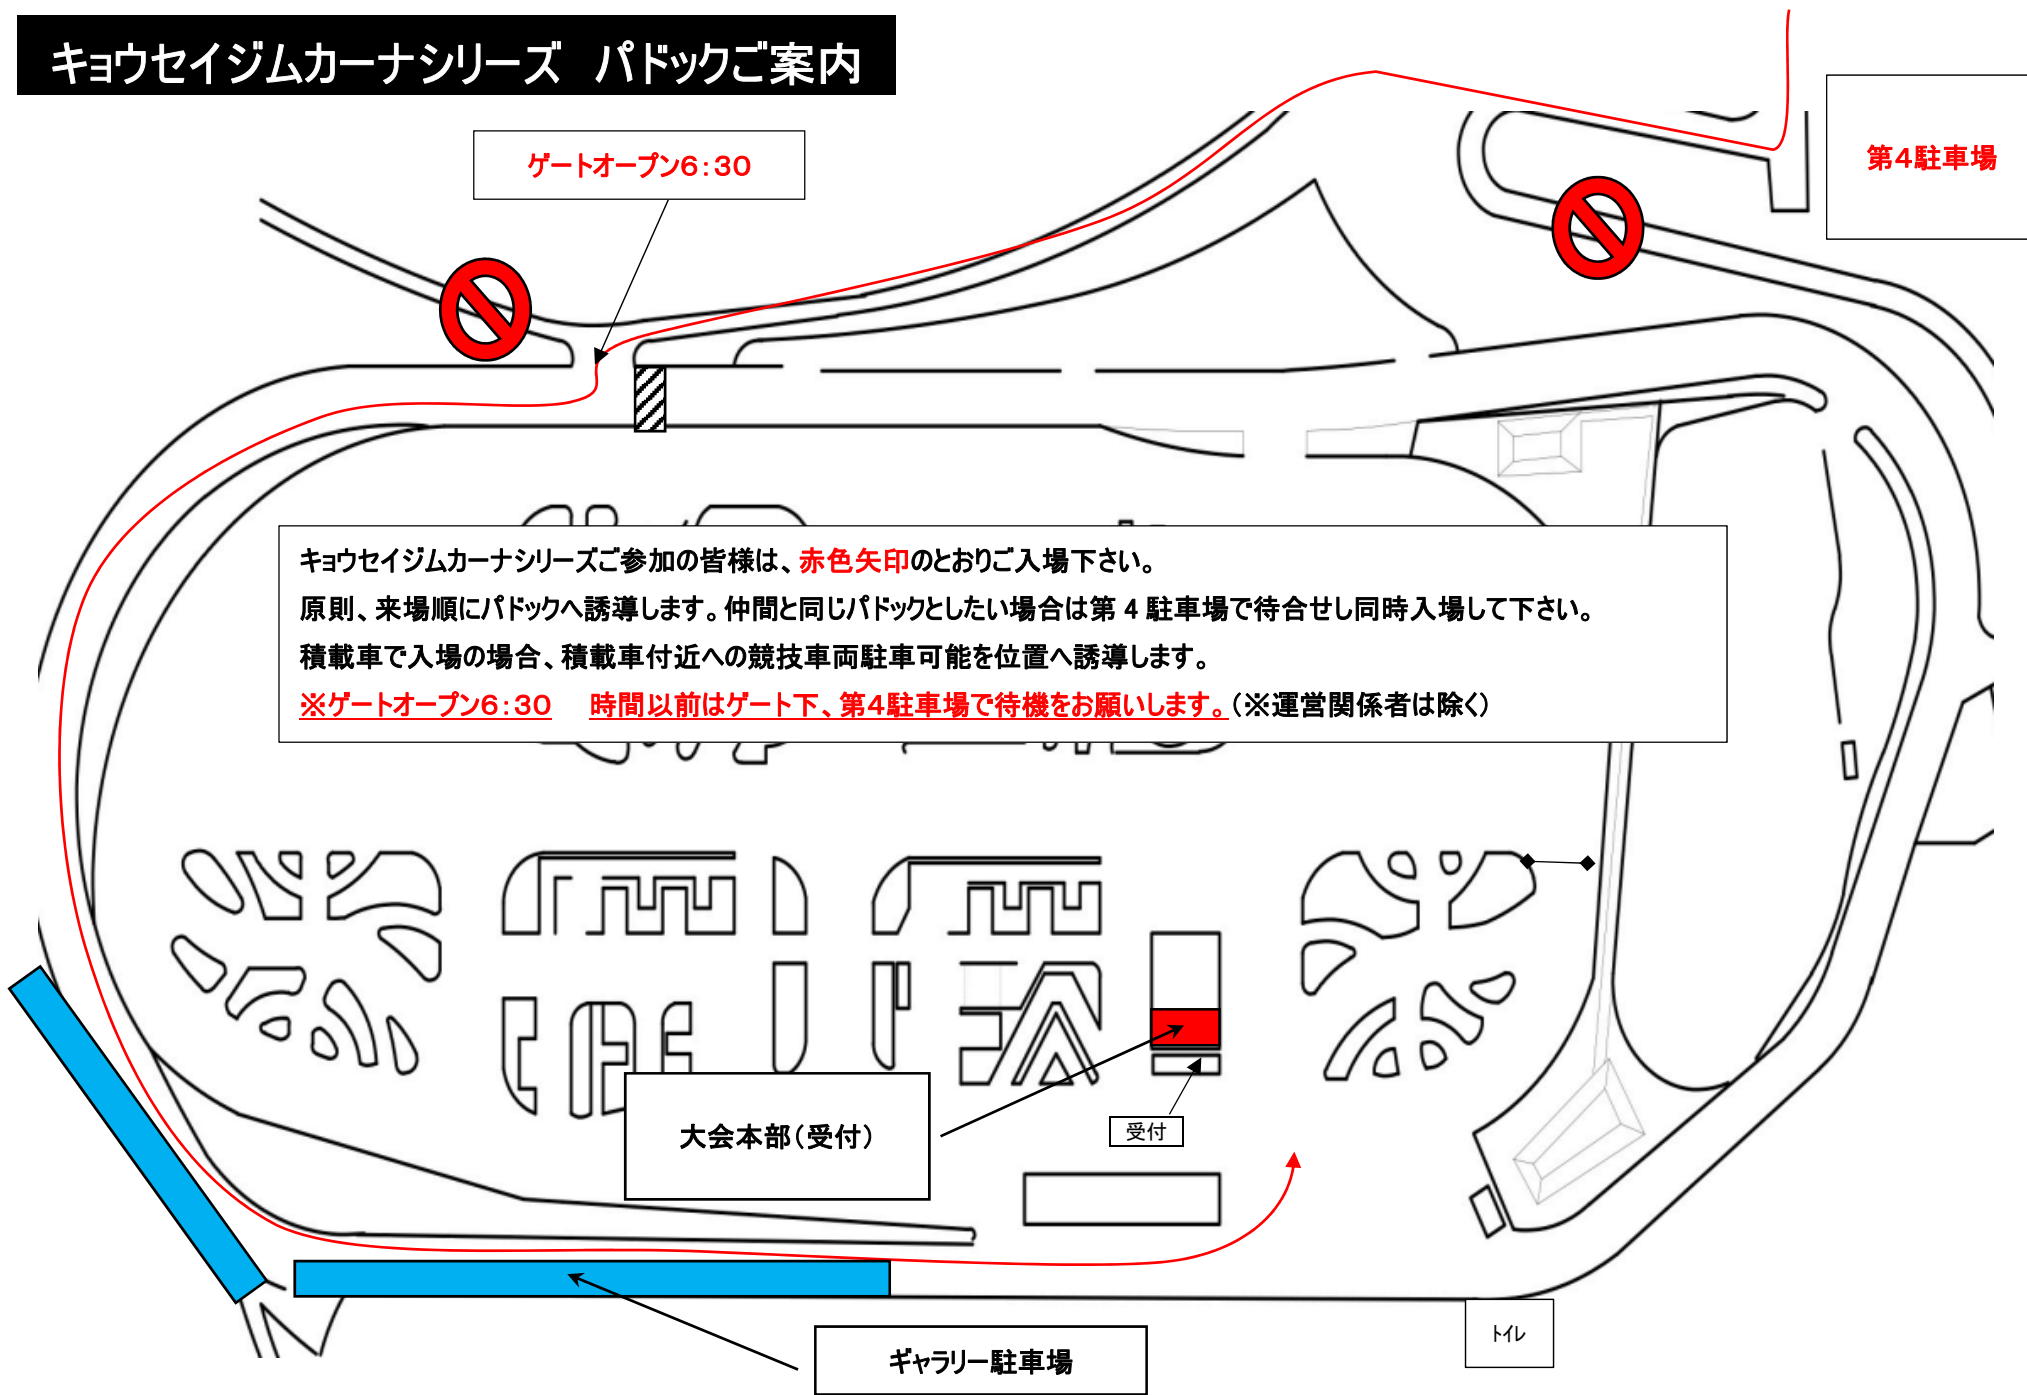 キョウセイジムカーナシリーズ　パドックご案内
ゲートオープン6:30
第4駐車場
キョウセイジムカーナシリーズご参加の皆様は、赤色矢印のとおりご入場下さい。
原則、来場順にパドックへ誘導します。仲間と同じパドックとしたい場合は第 4 駐車場で待合せし同時入場して下さい。
積載車で入場の場合、積載車付近への競技車両駐車可能を位置へ誘導します。
※ゲートオープン6:30　時間以前はゲート下、第4駐車場で待機をお願いします。（※運営関係者は除く）
大会本部（受付）
受付
トイレ
ギャラリー駐車場